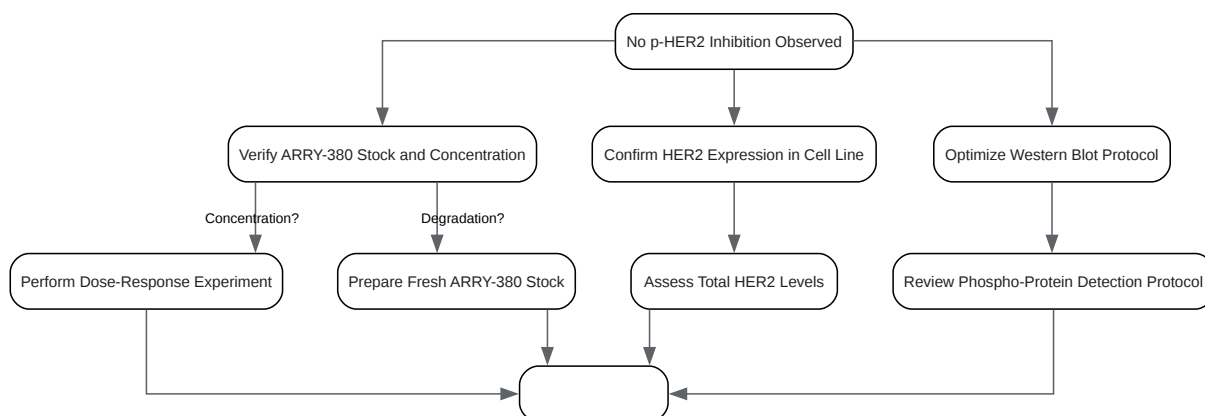 No p-HER2 Inhibition Observed
Verify ARRY-380 Stock and Concentration
Confirm HER2 Expression in Cell Line
Optimize Western Blot Protocol
Concentration?
Degradation?
Perform Dose-Response Experiment
Prepare Fresh ARRY-380 Stock
Assess Total HER2 Levels
Review Phospho-Protein Detection Protocol